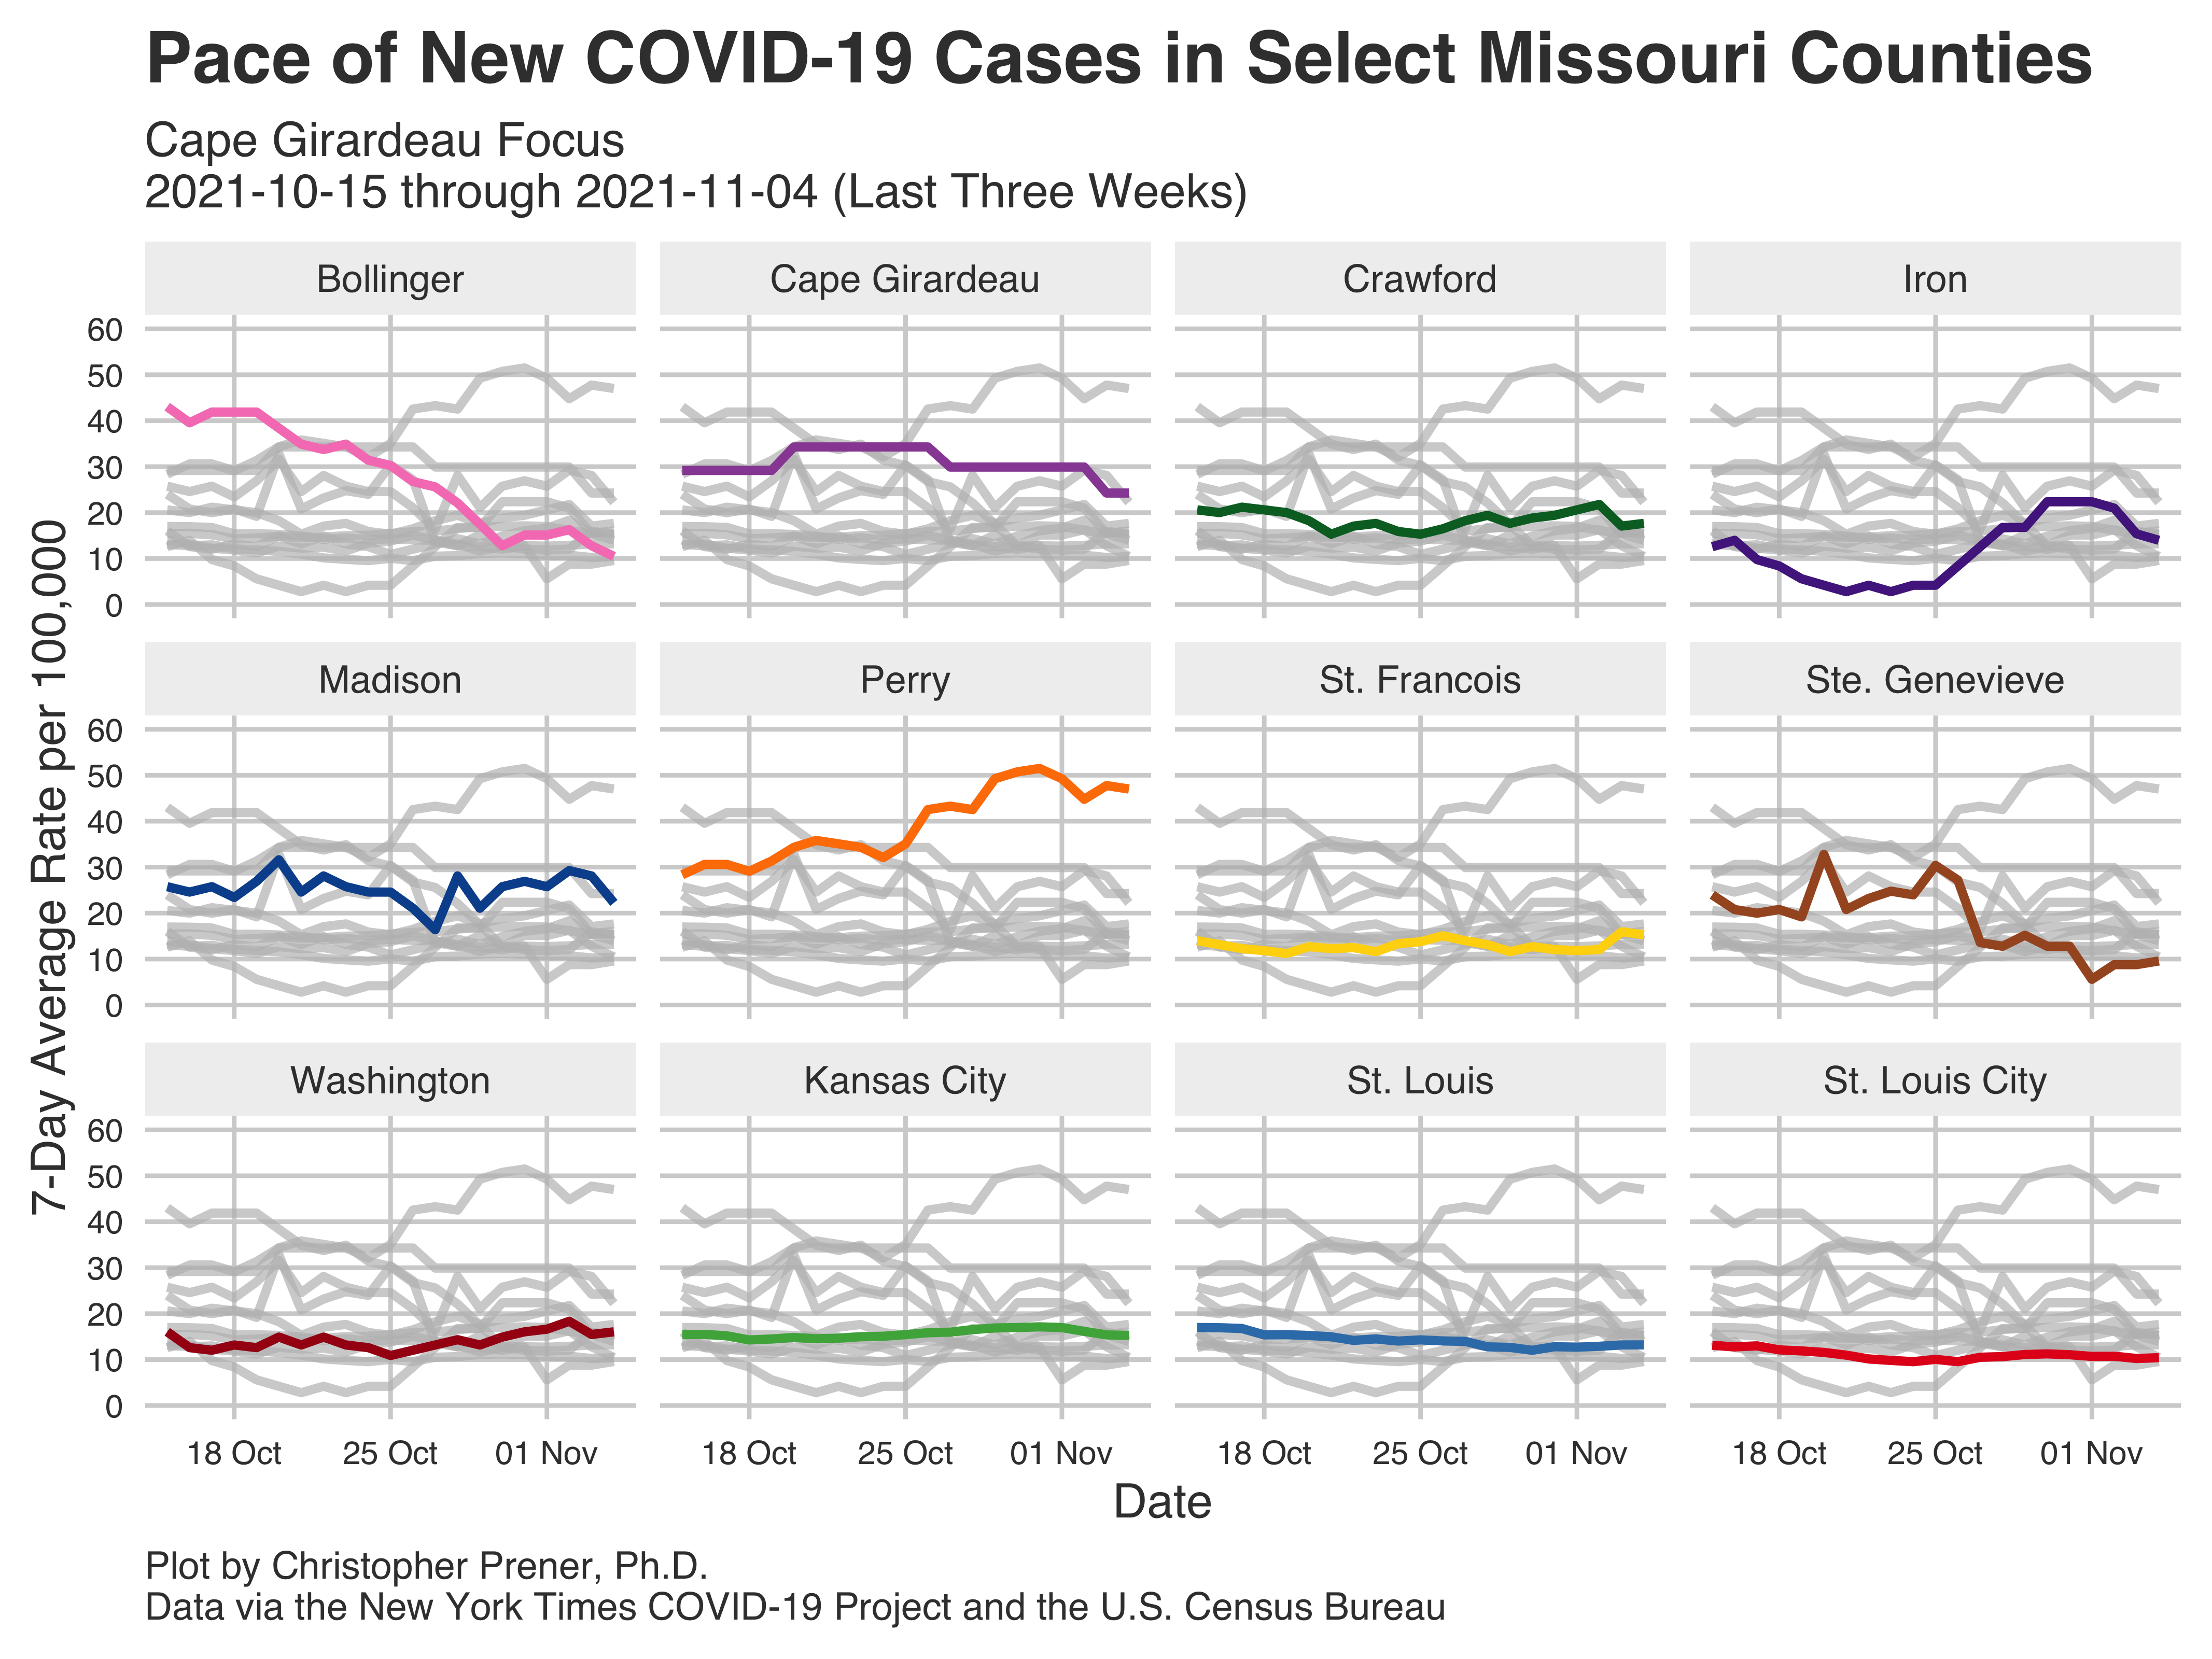 Pace of New COVID-19 Cases in Select Missouri Counties
Cape Girardeau Focus
2021-10-15 through 2021-11-04 (Last Three Weeks)
7-Day Average Rate per 100,000
Bollinger
Cape Girardeau
Crawford
Iron
60
50
40
30
20
10
0
Madison
Perry
St. Francois
Ste. Genevieve
60
50
40
30
20
10
0
Washington
Kansas City
St. Louis
St. Louis City
60
50
40
30
20
10
0
18 Oct 25 Oct 01 Nov
18 Oct 25 Oct 01 Nov
18 Oct 25 Oct 01 Nov
18 Oct 25 Oct 01 Nov
Date
Plot by Christopher Prener, Ph.D.
Data via the New York Times COVID-19 Project and the U.S. Census Bureau